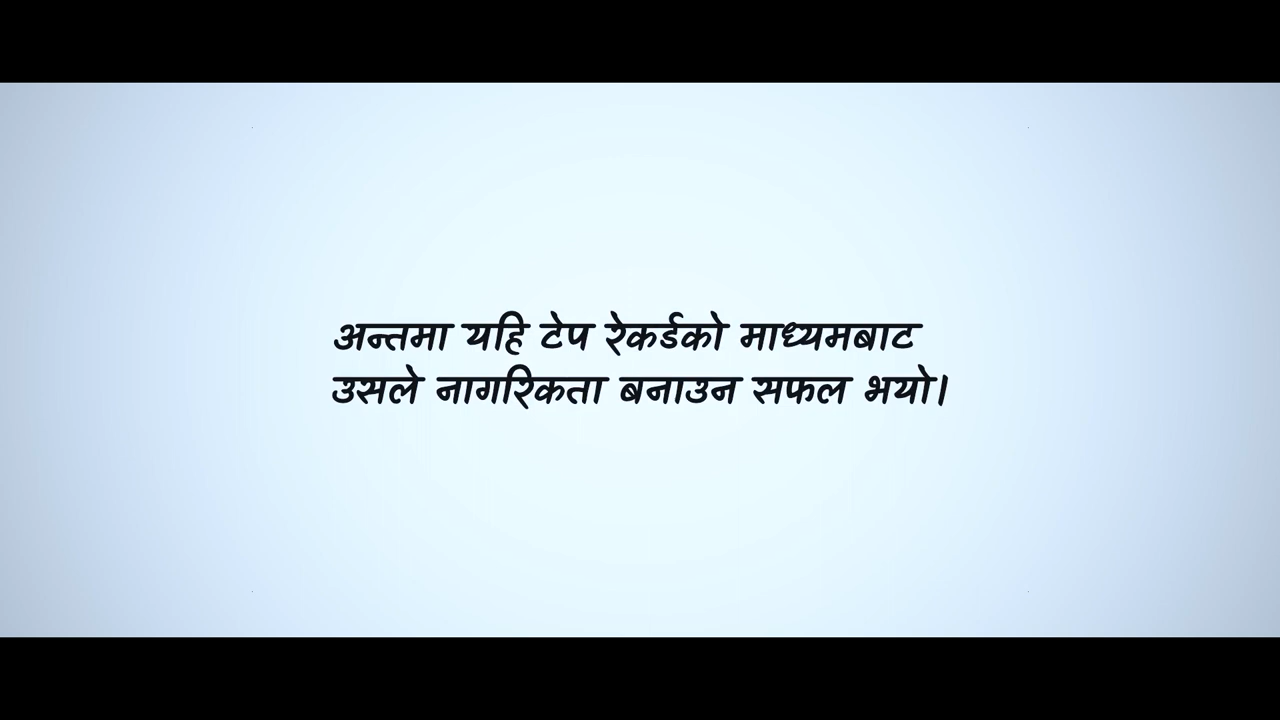 अन्तमा यहि टेप रेकर्डको माध्यमबाट
उसले नागरिकता बनाउन सफल भयो।